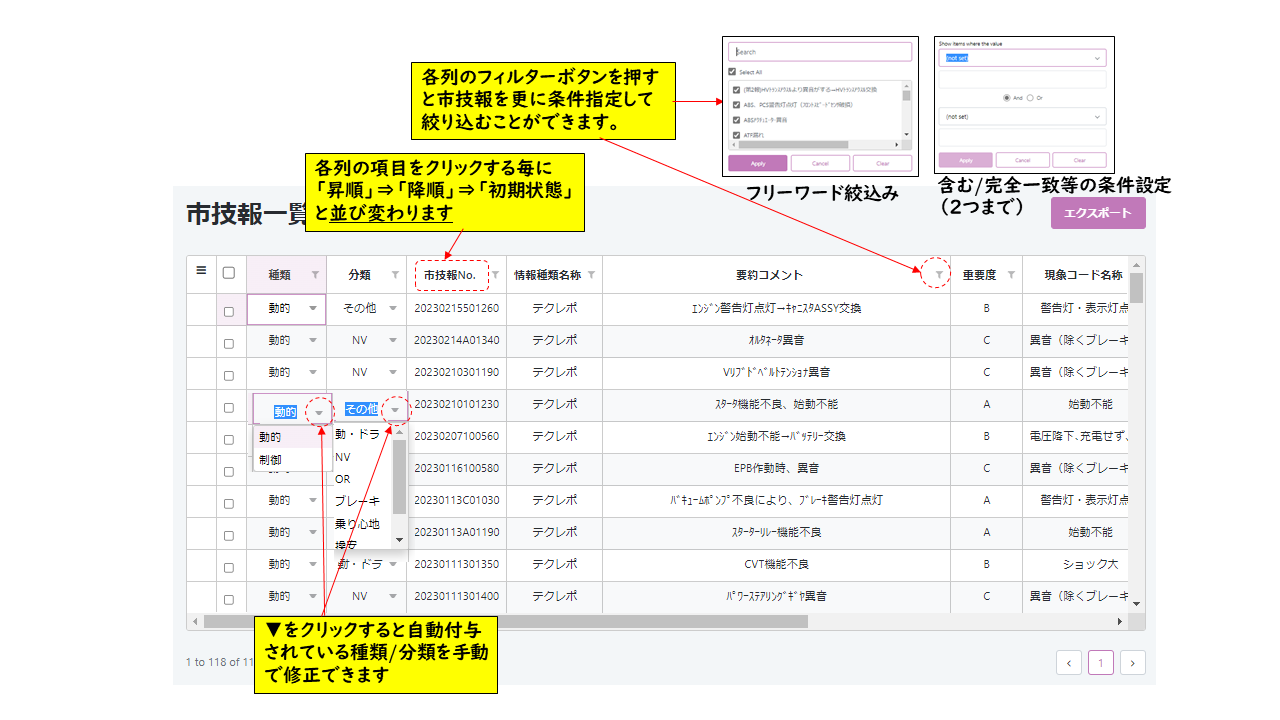 各列のフィルターボタンを押す
と市技報を更に条件指定して
絞り込むことができます。
Search
Select All
(第2報)HVﾄﾗﾝｽｱｸｽﾙより異音がする→HVﾄﾗﾝｽｱｸｽﾙ交換
ABS、PCS警告灯点灯
ABSｱｸﾁｭｴｰﾀｰ異音
ATF漏れ
Apply Cancel Clear
フリーワード絞込み
Show items where the value
(not set)
And Or
(not set)
Apply Cancel Clear
含む/完全一致等の条件設定
（2つまで）
各列の項目をクリックする毎に
「昇順」⇒「降順」⇒「初期状態」
と並び変わります
市技報一覧
エクスポート
種類 分類 市技報No. 情報種類名称 要約コメント 重要度 現象コード名称
動的 その他 20230215501260 テクレポ ｴﾝｼﾞﾝ警告灯点灯→ｷｬﾆｽﾀASSY交換 B 警告灯・表示灯点
動的 NV 20230214A01340 テクレポ ｵﾙﾀﾈｰﾀ異音 C 異音（除くブレーキ
動的 NV 20230210301190 テクレポ Vﾘﾌﾞﾄﾞﾍﾞﾙﾄﾃﾝｼｮﾅ異音 C 異音（除くブレーキ
動的 その他 20230210101230 テクレポ ｽﾀｰﾀ機能不良、始動不能 A 始動不能
動的 動・ドラ 20230207100560 テクレポ ｴﾝｼﾞﾝ始動不能→ﾊﾞｯﾃﾘｰ交換 B 電圧降下､充電せず､
制御 NV
OR 20230116100580 テクレポ EPB作動時、異音 C 異音（除くブレーキ
動的 ブレーキ 20230113C01030 テクレポ ﾊﾞｷｭｰﾑﾎﾟﾝﾌﾟ不良により、ﾌﾞﾚｰｷ警告灯点灯 A 警告灯・表示灯点
動的 乗り心地 20230113A01190 テクレポ ｽﾀｰﾀｰﾘﾚｰ機能不良 A 始動不能
操安
動的 動・ドラ 20230111301350 テクレポ CVT機能不良 B ショック大
動的 NV 20230111301400 テクレポ ﾊﾟﾜｰｽﾃｱﾘﾝｸﾞｷﾞﾔ異音 C 異音（除くブレーキ
▼をクリックすると自動付与
されている種類/分類を手動
で修正できます
1 to 118 of 11
1